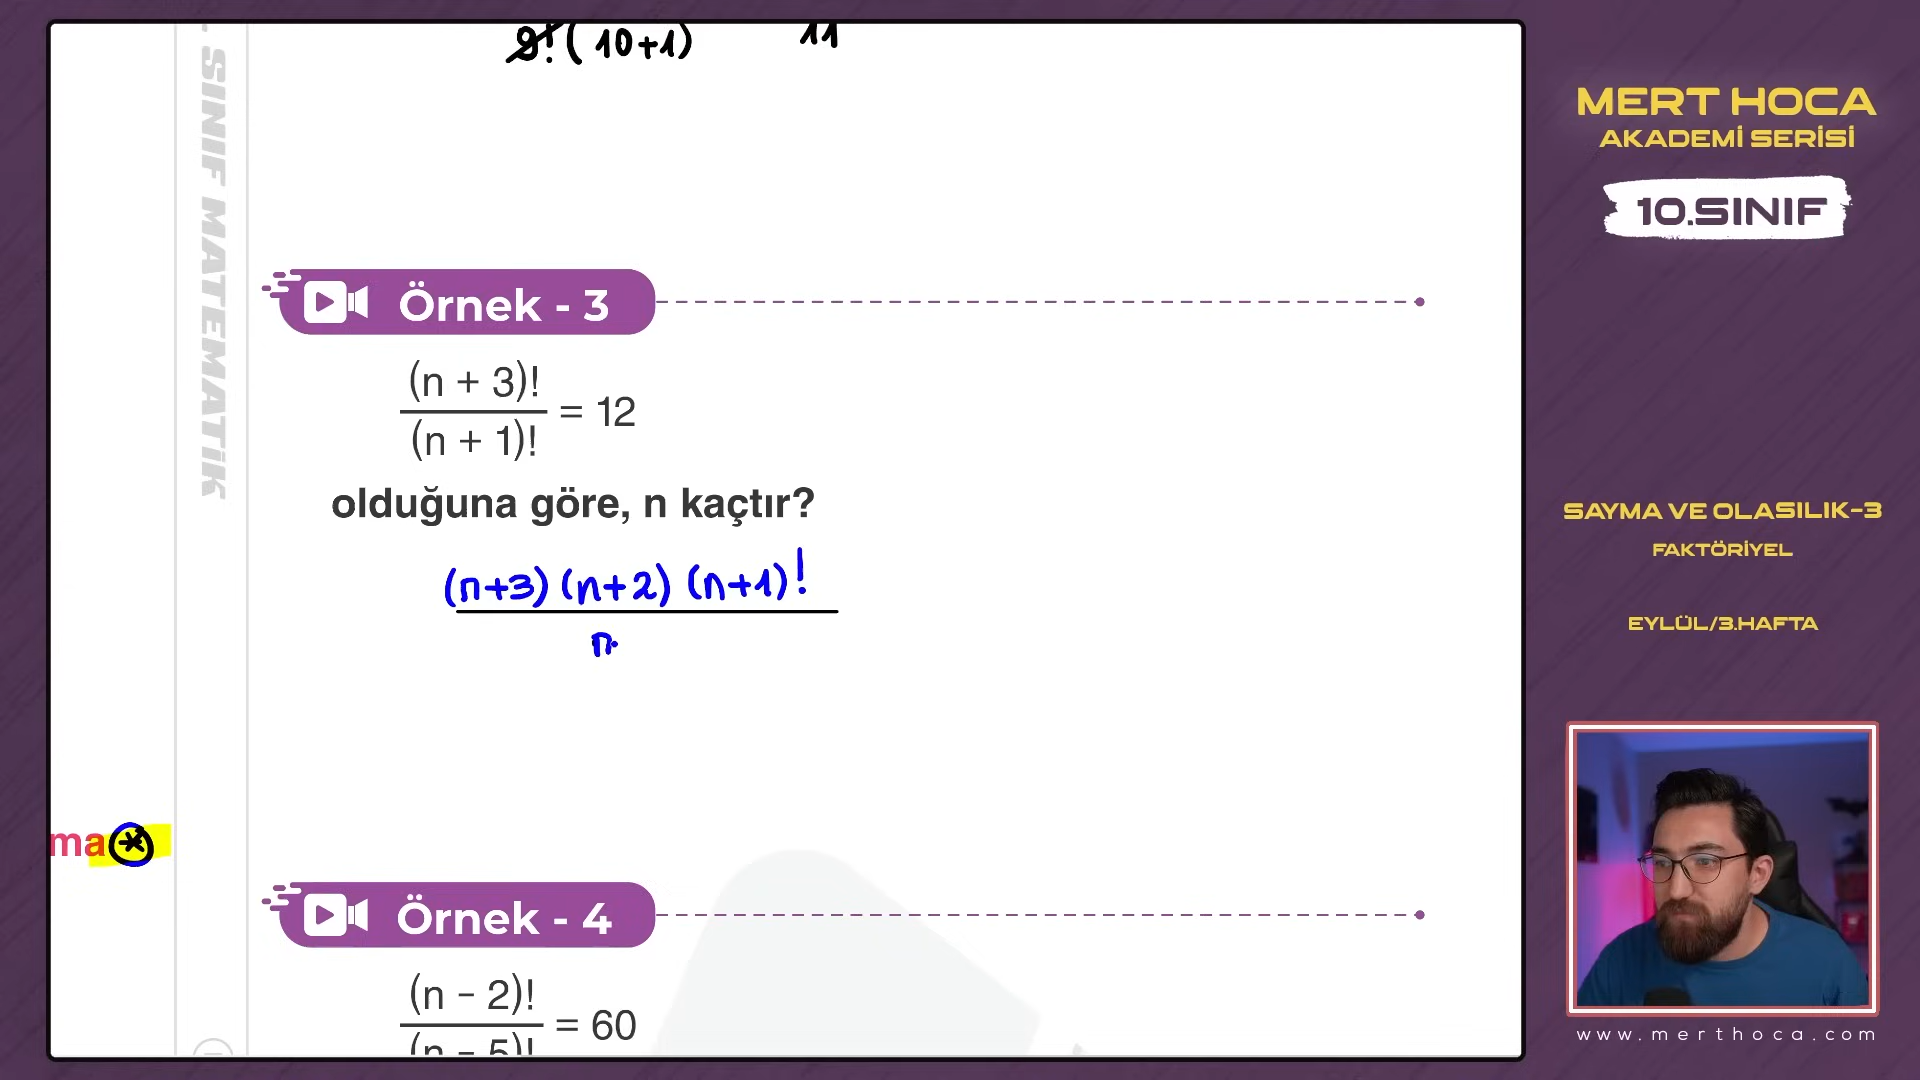 9! ( 10+1)
11
. SINIF MATEMATİK
Örnek - 3
(n + 3)!
(n + 1)!
= 12
olduğuna göre, n kaçtır?
(n+3) (n+2) (n+1)!
n
ma
Örnek - 4
(n - 2)!
(n - 5)!
= 60
MERT HOCA
AKADEMİ SERİSİ
10.SINIF
SAYMA VE OLASILIK-3
FAKTÖRİYEL
EYLÜL/3.HAFTA
www.merthoca.com